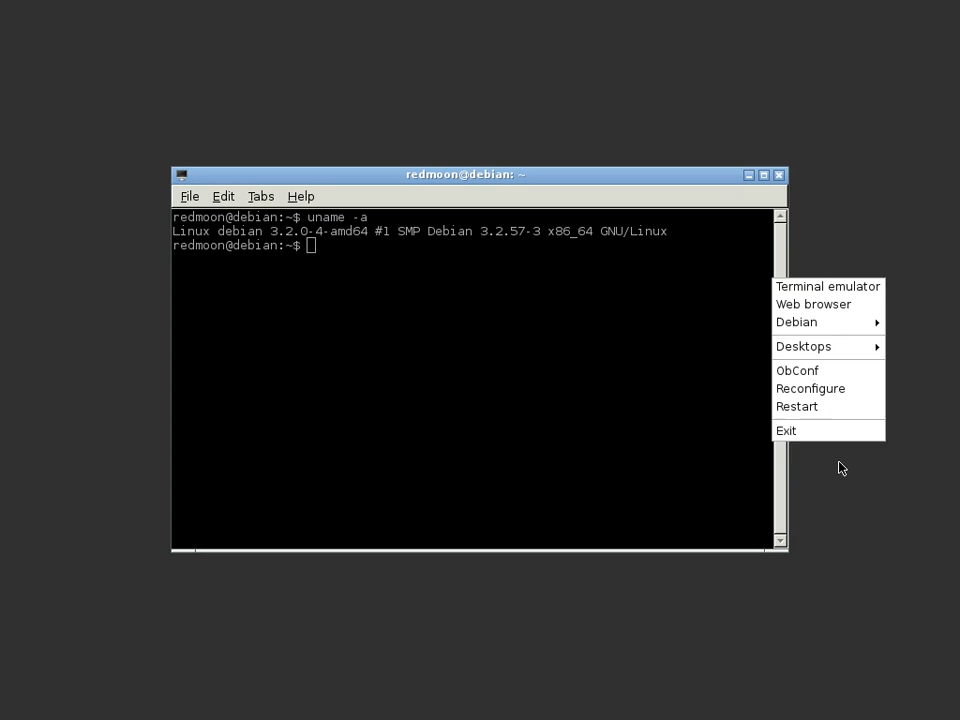 redmoon@debian: ~
File Edit Tabs Help
redmoon@debian:~$ uname -a
Linux debian 3.2.0-4-amd64 #1 SMP Debian 3.2.57-3 x86_64 GNU/Linux
redmoon@debian:~$
Terminal emulator
Web browser
Debian
Desktops
ObConf
Reconfigure
Restart
Exit